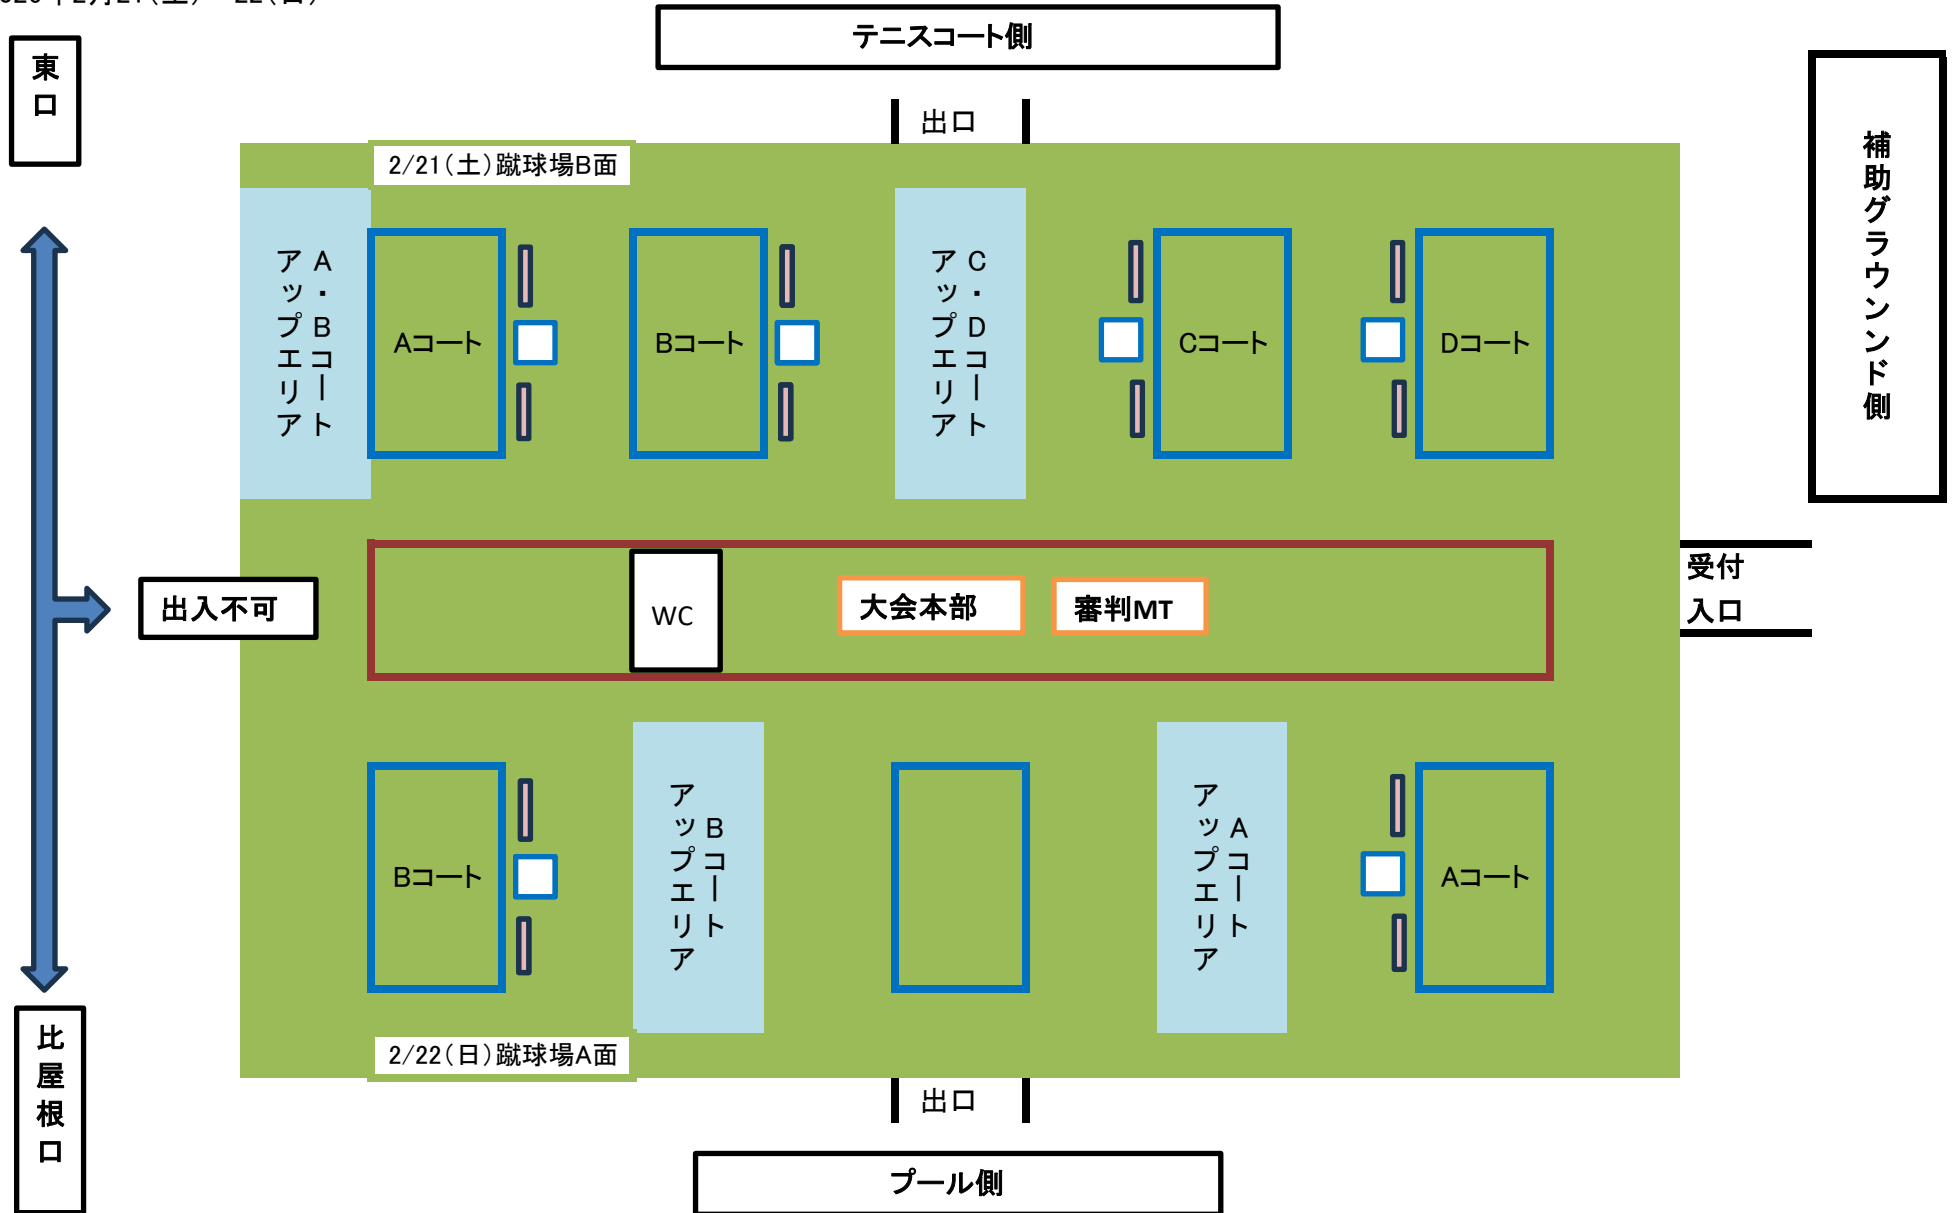 テニスコート側
東口
出口
2/21(土)蹴球場B面
補助グラウンンド側
A・Bコート
アップエリア
Aコート
Bコート
C・Dコート
アップエリア
Cコート
Dコート
出入不可
WC
大会本部
審判MT
受付
入口
Bコート
Bコート
アップエリア
Aコート
アップエリア
Aコート
2/22(日)蹴球場A面
比屋根口
出口
プール側